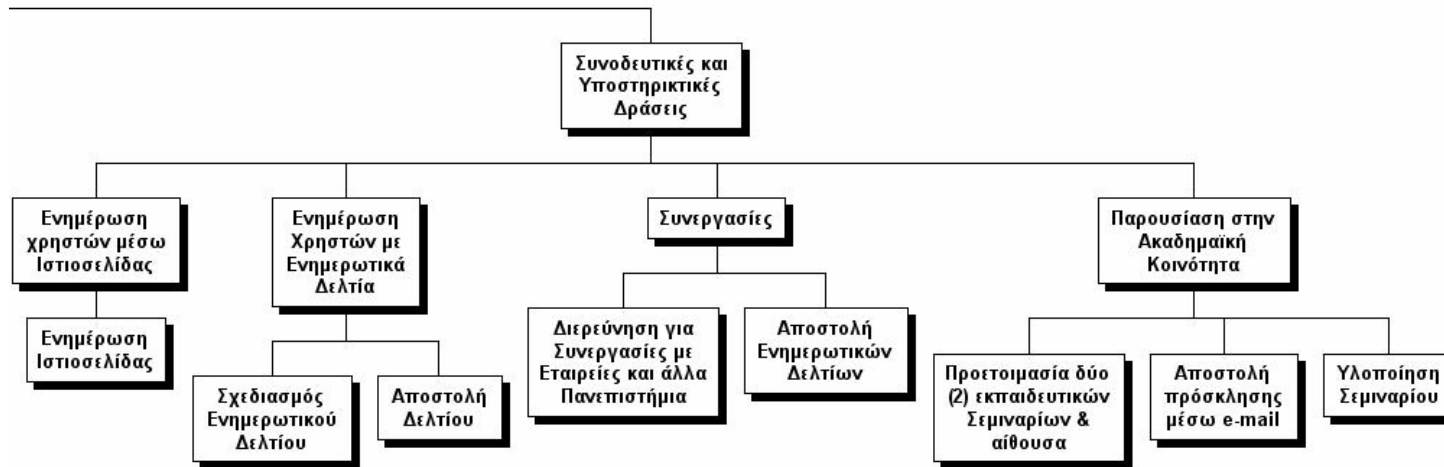 Συνοδευτικές και
Υποστηρικτικές
Δράσεις
Ενημέρωση
χρηστών μέσω
Ιστιοσελίδας
Ενημέρωση
Χρηστών με
Ενημερωτικά
Δελτία
Συνεργασίες
Παρουσίαση στην
Ακαδημαϊκή
Κοινότητα
Ενημέρωση
Ιστιοσελίδας
Σχεδιασμός
Ενημερωτικού
Δελτίου
Αποστολή
Δελτίου
Διερεύνηση για
Συνεργασίες με
Εταιρείες και άλλα
Πανεπιστήμια
Αποστολή
Ενημερωτικών
Δελτίων
Προετοιμασία δύο
(2) εκπαιδευτικών
Σεμιναρίων &
αίθουσα
Αποστολή
πρόσκλησης
μέσω e-mail
Υλοποίηση
Σεμιναρίου